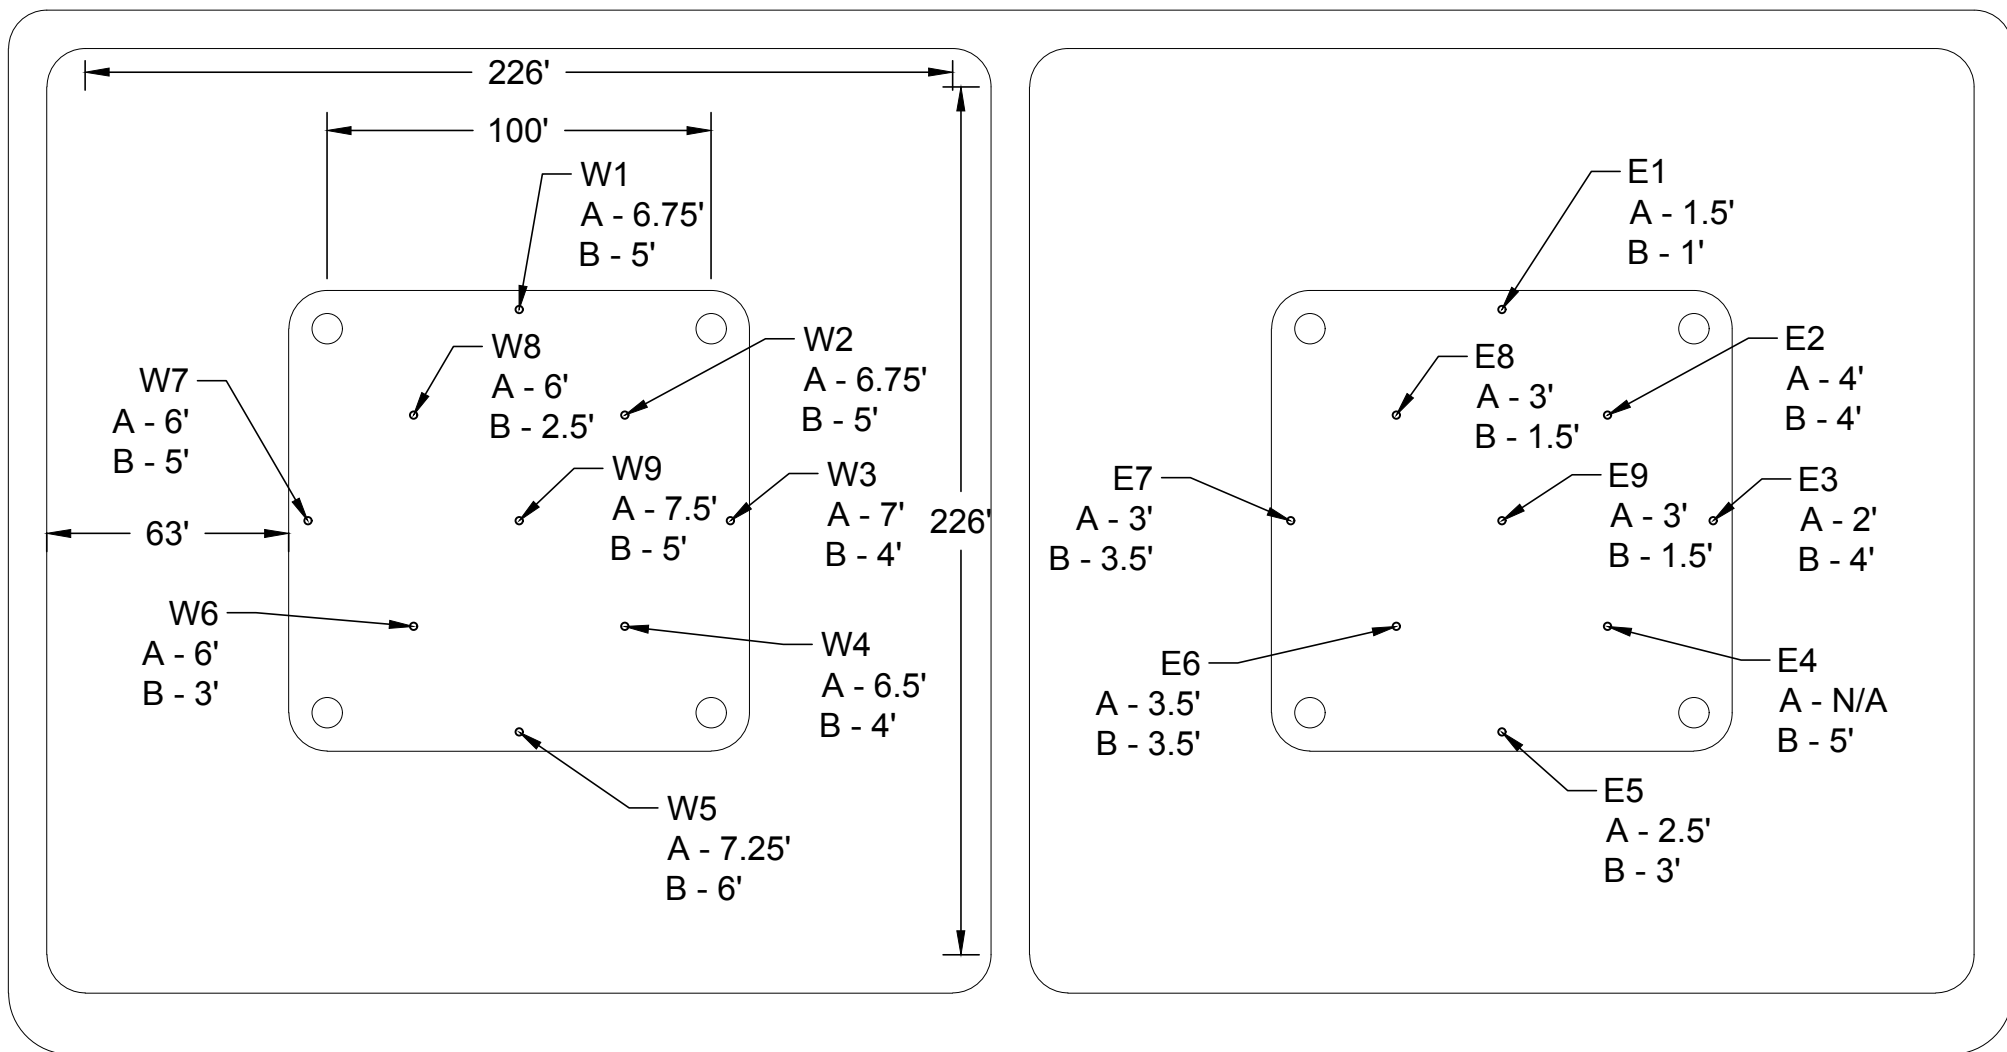 226'
100'
W1
A - 6.75'
B - 5'
W8
A - 6'
B - 2.5'
W2
A - 6.75'
B - 5'
W7
A - 6'
B - 5'
W9
A - 7.5'
B - 5'
W3
A - 7'
B - 4'
226'
63'
W6
A - 6'
B - 3'
W4
A - 6.5'
B - 4'
W5
A - 7.25'
B - 6'
E1
A - 1.5'
B - 1'
E8
A - 3'
B - 1.5'
E2
A - 4'
B - 4'
E7
A - 3'
B - 3.5'
E9
A - 3'
B - 1.5'
E3
A - 2'
B - 4'
E6
A - 3.5'
B - 3.5'
E4
A - N/A
B - 5'
E5
A - 2.5'
B - 3'